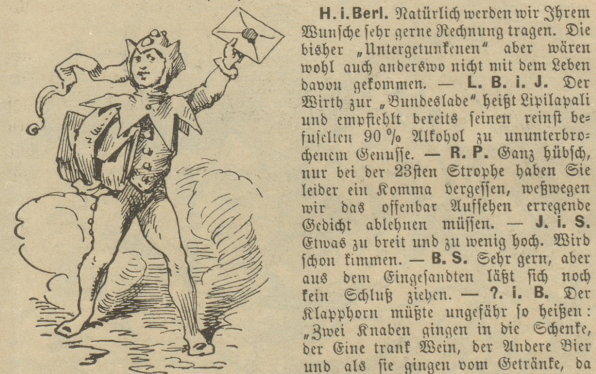 H. i. Berl. Natürlich werden wir Ihrem
Wunsche sehr gerne Rechnung tragen. Die
bisher „Untergetunkenen“ aber wären
wohl auch anderswo nicht mit dem Leben
davon gekommen. — L. B. i. J. Der
Wirth zur „Bundeslade“ heißt Lipilapali
und empfiehlt bereits seinen reinst be-
fuselten 90 % Alkohol zu ununterbro-
chenem Genusse. — R. P. Ganz hübsch,
nur bei der 23sten Strophe haben Sie
leider ein Komma vergessen, weßwegen
wir das offenbar Aufsehen erregende
Gedicht ablehnen müssen. — J. i. S.
Etwas zu breit und zu wenig hoch. Wird
schon kimmen. — B. S. Sehr gern, aber
aus dem Eingesandten läßt sich noch
kein Schluß ziehen. — ?. i. B. Der
Klapphorn müßte ungefähr so heißen:
„Zwei Knaben gingen in die Schenke,
der Eine trank Wein, der Andere Bier
und als sie gingen vom Getränke, da